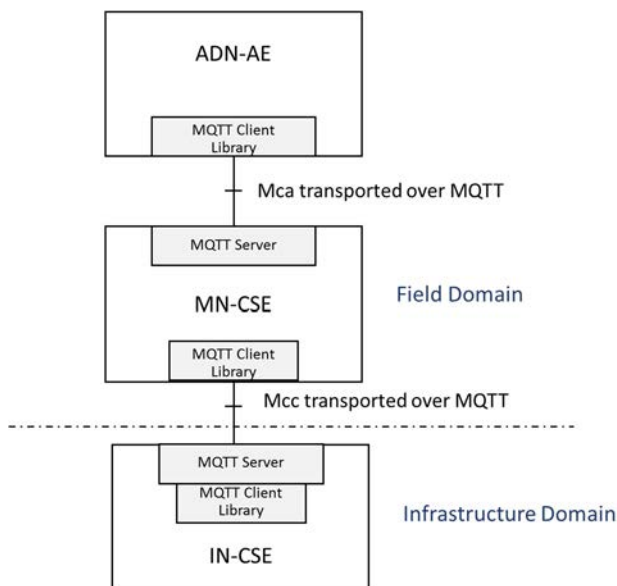 ADN-AE
MQTT Client
Library
Mca transported over MQTT
MQTT Server
MN-CSE
Field Domain
MQTT Client
Library
Mcc transported over MQTT
MQTT Server
MQTT Client
Library
Infrastructure Domain
IN-CSE